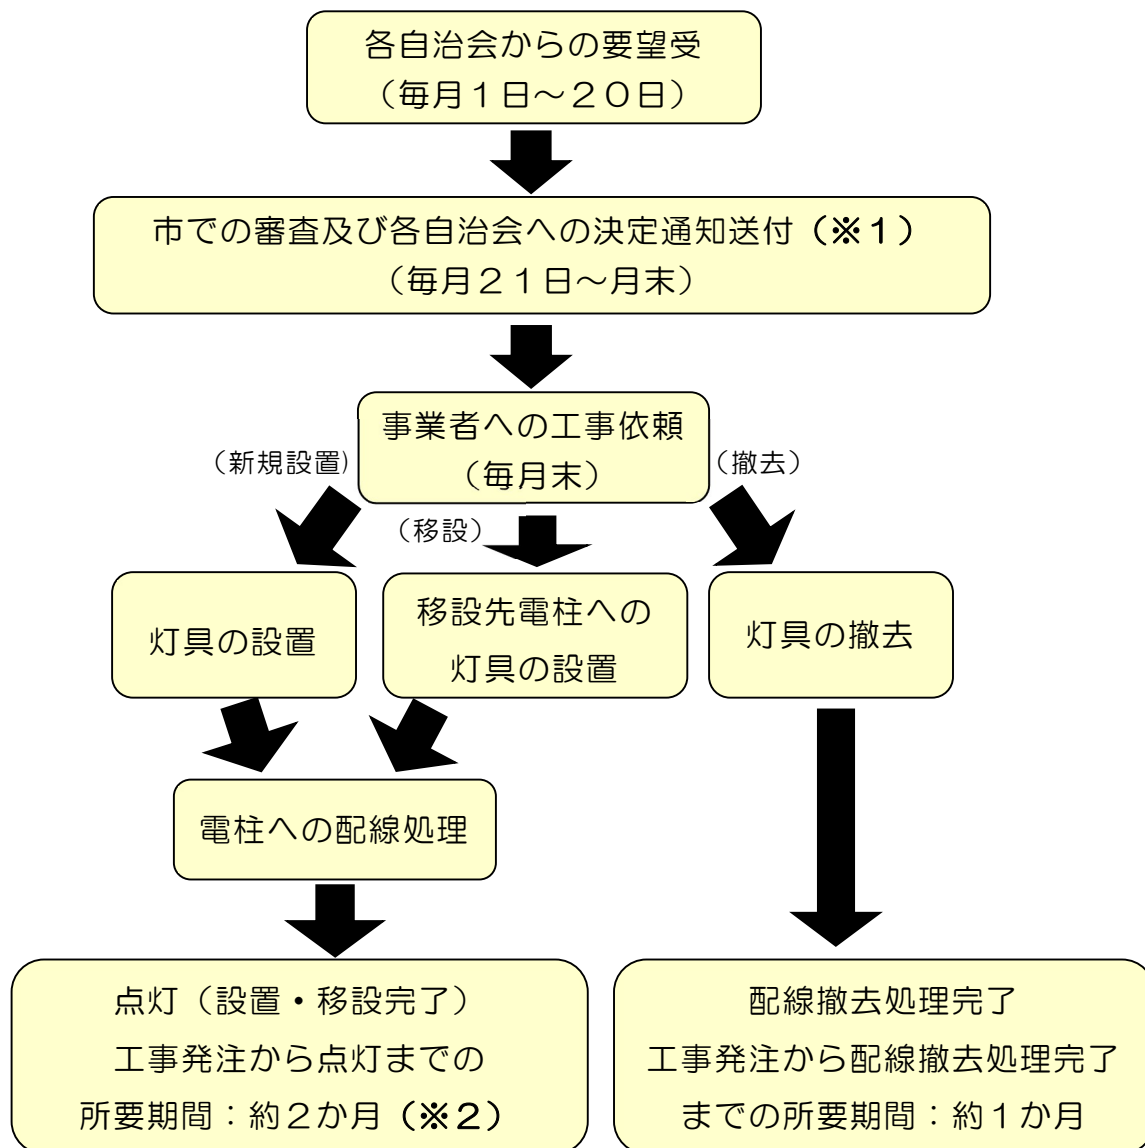 各自治会からの要望受
（毎月１日～２０日）
市での審査及び各自治会への決定通知送付（※１）
（毎月２１日～月末）
事業者への工事依頼
（毎月末）
（新規設置）
（移設）
（撤去）
灯具の設置
移設先電柱への
灯具の設置
灯具の撤去
電柱への配線処理
点灯（設置・移設完了）
工事発注から点灯までの
所要期間：約２か月（※２）
配線撤去処理完了
工事発注から配線撤去処理完了
までの所要期間：約１か月